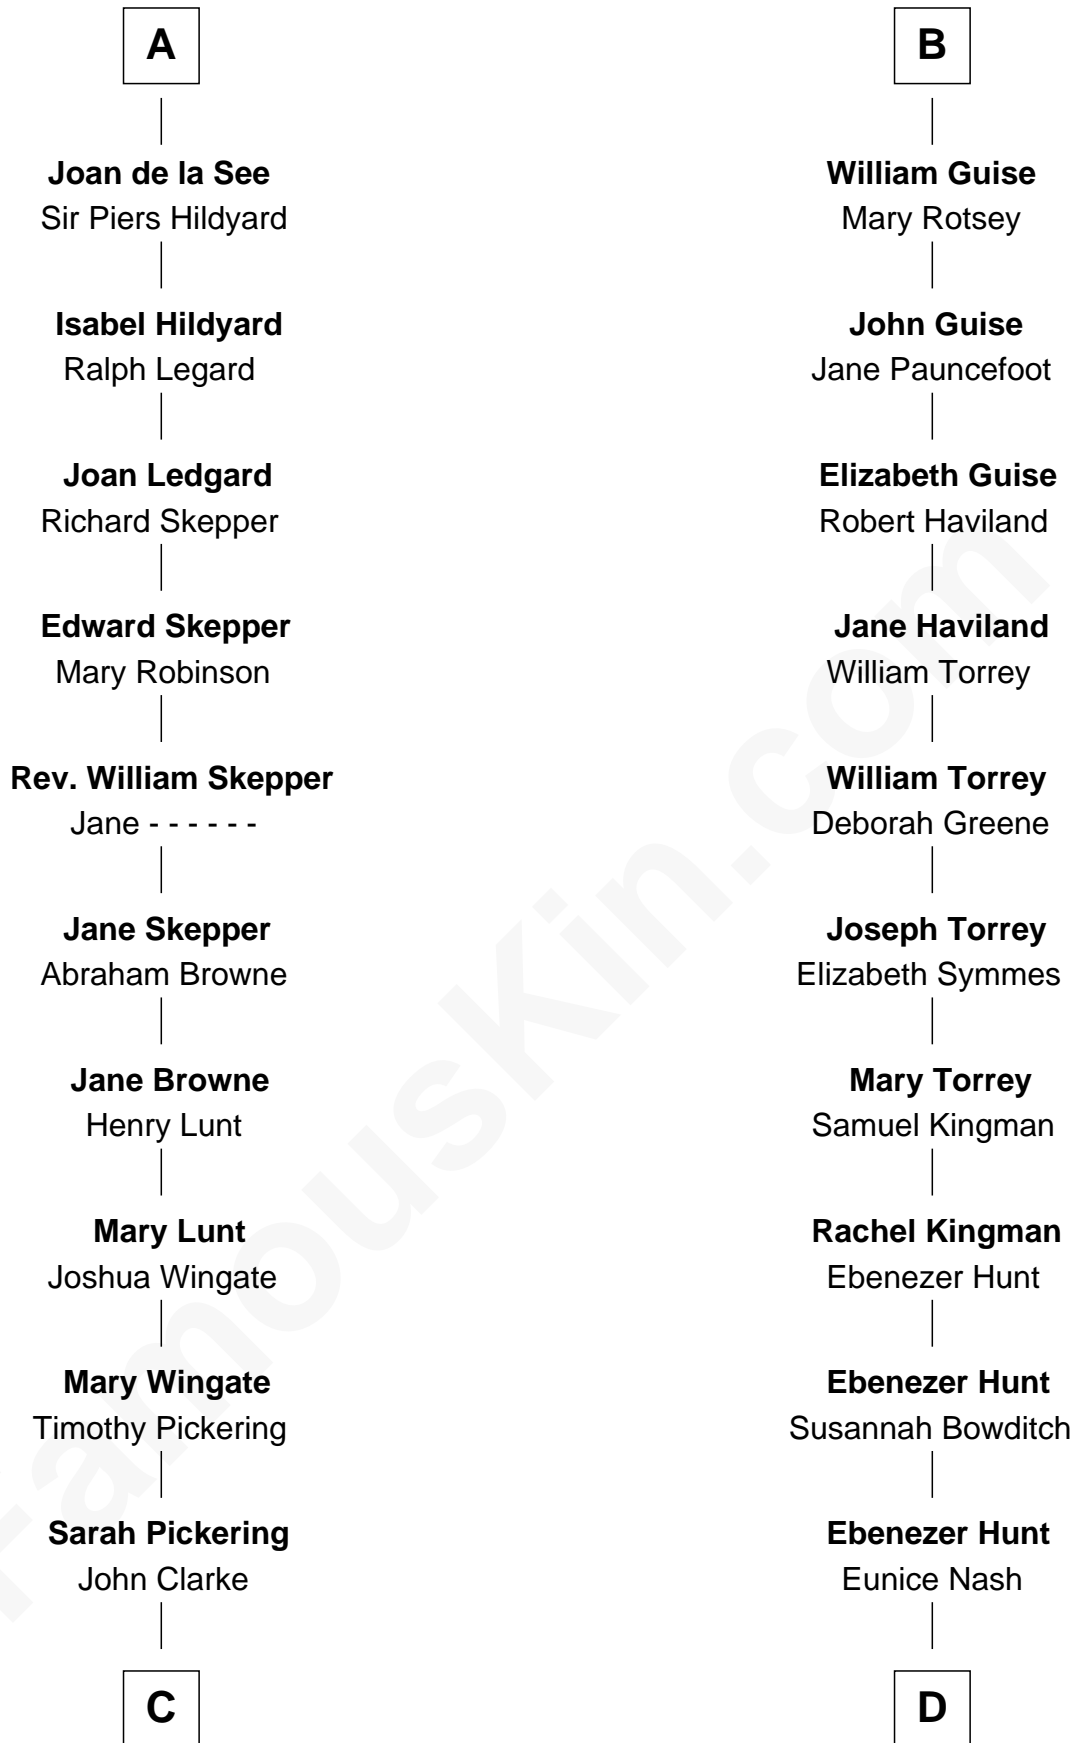 A
Joan de la See
Sir Piers Hildyard
Isabel Hildyard
Ralph Legard
Joan Ledgard
Richard Skepper
Edward Skepper
Mary Robinson
Rev. William Skepper
Jane - - - - - -
Jane Skepper
Abraham Browne
Jane Browne
Henry Lunt
Mary Lunt
Joshua Wingate
Mary Wingate
Timothy Pickering
Sarah Pickering
John Clarke
C
B
William Guise
Mary Rotsey
John Guise
Jane Pauncefoot
Elizabeth Guise
Robert Haviland
Jane Haviland
William Torrey
William Torrey
Deborah Greene
Joseph Torrey
Elizabeth Symmes
Mary Torrey
Samuel Kingman
Rachel Kingman
Ebenezer Hunt
Ebenezer Hunt
Susannah Bowditch
Ebenezer Hunt
Eunice Nash
D
FamousKin.com